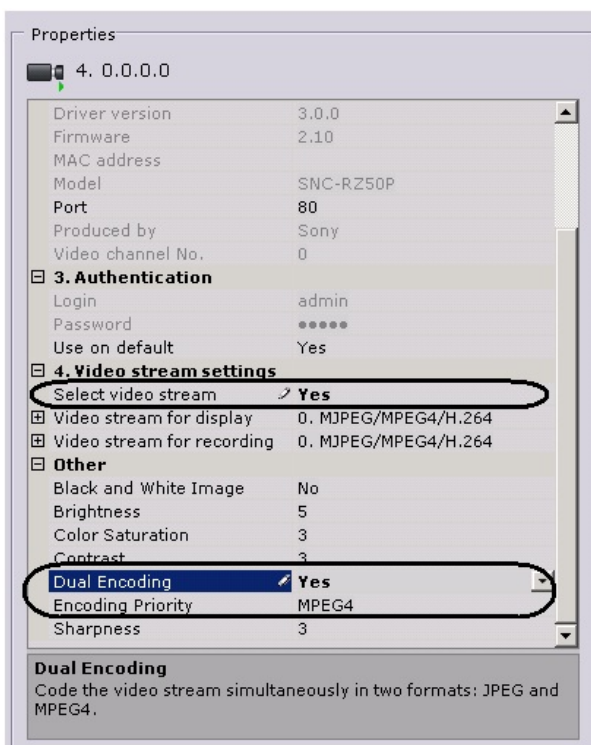 Properties
4. 0.0.0.0
Driver version 3.0.0
Firmware 2.10
MAC address
Model SNC-RZ50P
Port 80
Produced by Sony
Video channel No. 0
3. Authentication
Login admin
Password •••••
Use on default Yes
4. Video stream settings
Select video stream Yes
Video stream for display 0. MJPEG/MPEG4/H.264
Video stream for recording 0. MJPEG/MPEG4/H.264
Other
Black and White Image No
Brightness 5
Color Saturation 3
Contrast 3
Dual Encoding Yes
Encoding Priority MPEG4
Sharpness 3
Dual Encoding
Code the video stream simultaneously in two formats: JPEG and
MPEG4.